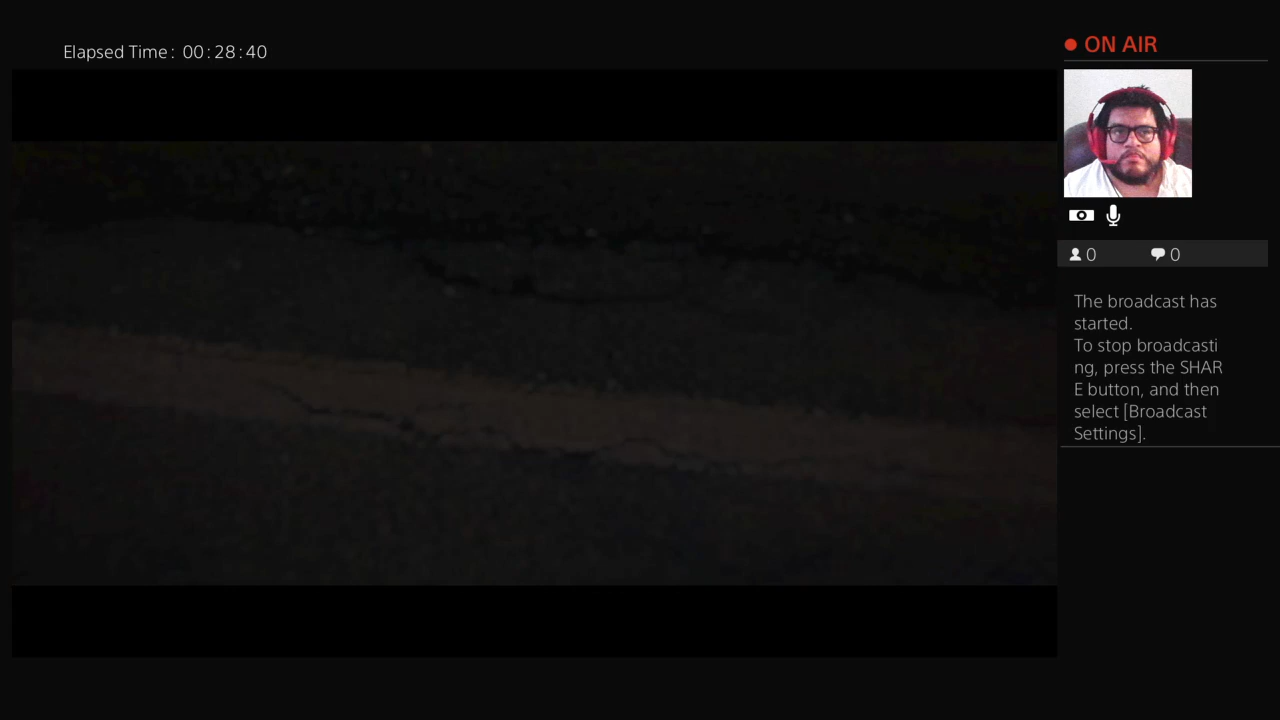 Elapsed Time: 00:28:40
ON AIR
0
0
The broadcast has
started.
To stop broadcasti
ng, press the SHAR
E button, and then
select [Broadcast
Settings].